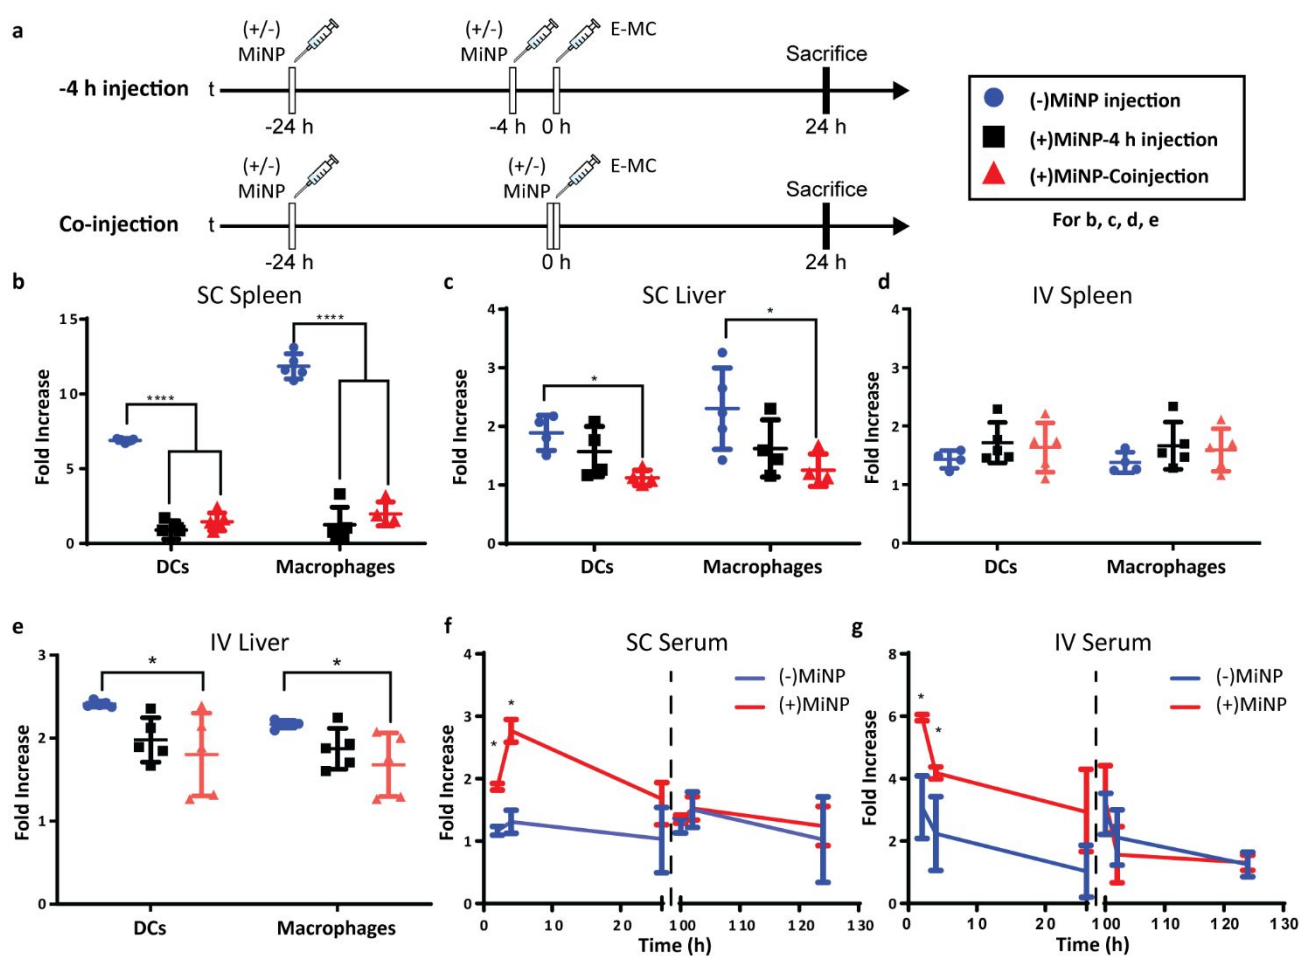 a
(+/-)
MiNP
(+/-)
MiNP
E-MC
Sacrifice
-4 h injection
t
-24 h
-4 h
0 h
24 h
(+/-)
MiNP
(+/-)
MiNP
E-MC
Sacrifice
Co-injection
t
-24 h
0 h
24 h
(-)MiNP injection
(+)MiNP-4 h injection
(+)MiNP-Coinjection
For b, c, d, e
b
SC Spleen
Fold Increase
15
10
5
0
****
****
DCs
Macrophages
c
SC Liver
Fold Increase
4
3
2
1
0
*
*
DCs
Macrophages
d
IV Spleen
Fold Increase
4
3
2
1
0
DCs
Macrophages
e
IV Liver
Fold Increase
3
2
1
0
*
*
DCs
Macrophages
f
SC Serum
Fold Increase
4
3
2
1
0
*
*
(-)MiNP
(+)MiNP
0 10 20 100 110 120 130
Time (h)
g
IV Serum
Fold Increase
8
6
4
2
0
*
*
(-)MiNP
(+)MiNP
0 10 20 100 110 120 130
Time (h)